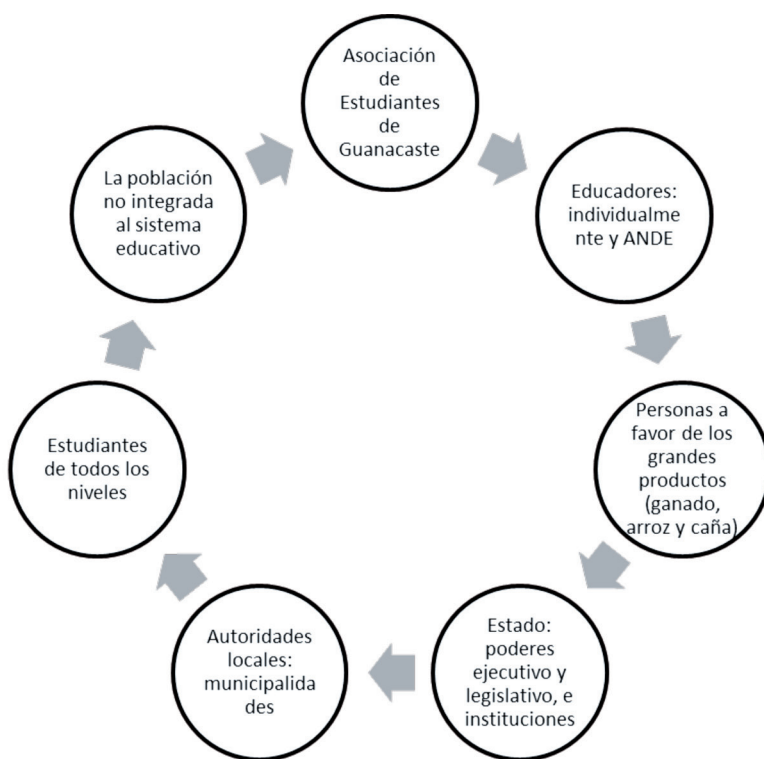 Asociación
de
Estudiantes
de
Guanacaste
Educadores:
individualme
nte y ANDE
Personas a
favor de los
grandes
productos
(ganado,
arroz y caña)
Estado:
poderes
ejecutivo y
legislativo, e
instituciones
Autoridades
locales:
municipalida
des
Estudiantes
de todos los
niveles
La población
no integrada
al sistema
educativo